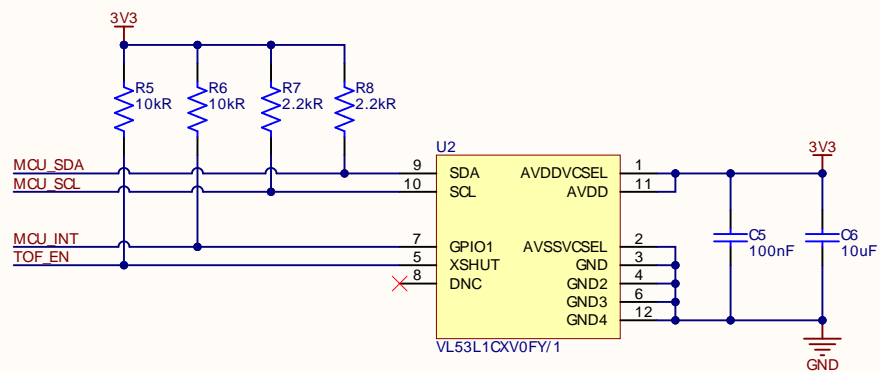 3V3
R5
10kR
R6
10kR
R7
2.2kR
R8
2.2kR
U2
3V3
MCU_SDA
9
SDA
AVDDVCSEL
1
MCU_SCL
10
SCL
AVDD
11
C5
100nF
C6
10uF
MCU_INT
7
GPIO1
AVSSVCSEL
2
TOF_EN
5
XSHUT
GND
3
8
DNC
GND2
4
GND3
6
GND4
12
VL53L1CXV0FY/1
GND